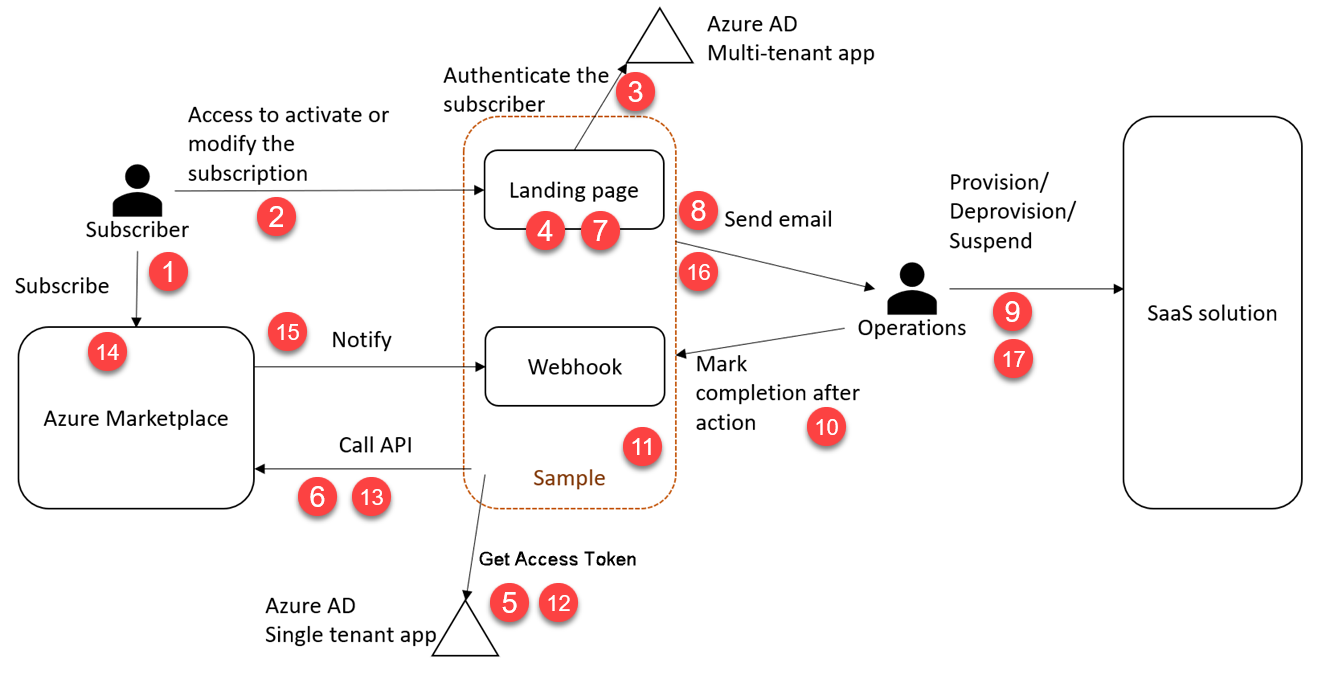 Azure AD
Multi-tenant app
Authenticate the
subscriber
3
Access to activate or
modify the
subscription
2
Landing page
4
7
8
Send email
16
Provision/
Deprovision/
Suspend
Subscriber
1
Subscribe
Operations
9
17
SaaS solution
14
15
Notify
Azure Marketplace
Webhook
Mark
completion after
action
10
11
Call API
6
13
Sample
Get Access Token
5
12
Azure AD
Single tenant app